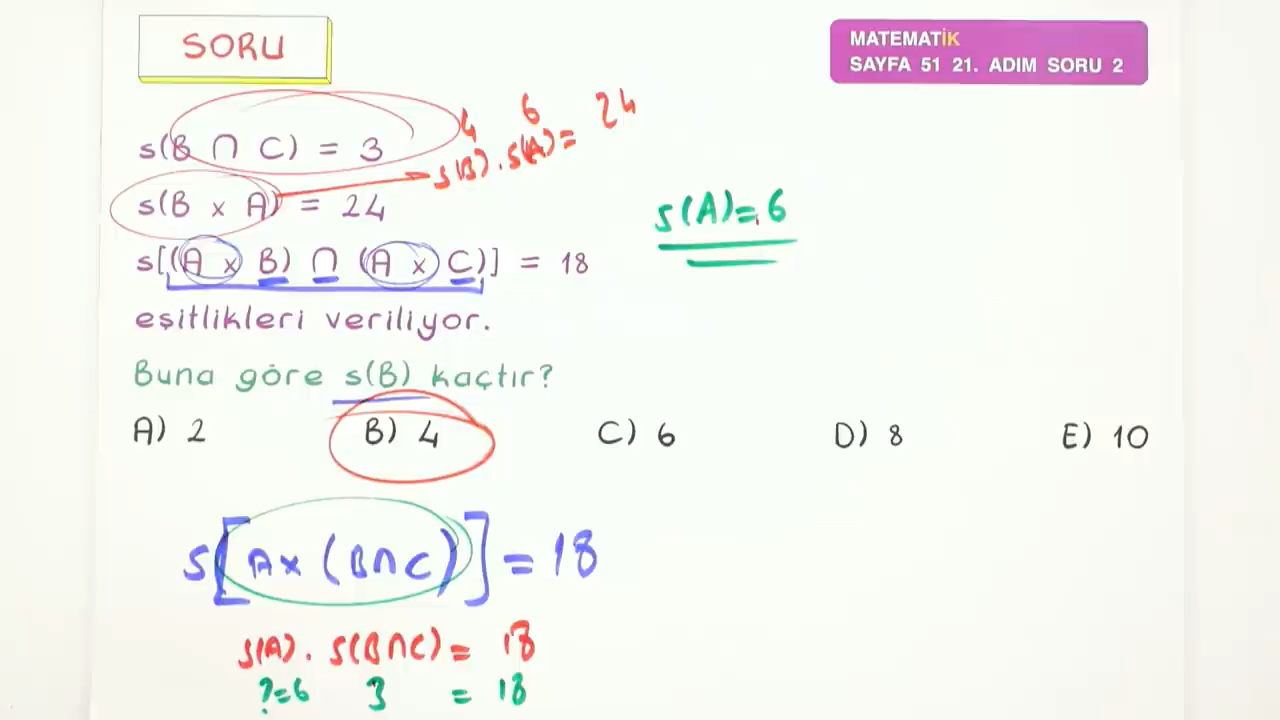 SORU
MATEMATİK
SAYFA 51 21. ADIM SORU 2
s(B ∩ C) = 3
4 6
s(B) . s(A) = 24
s(B x A) = 24
s(A) = 6
s[(A x B) ∩ (A x C)] = 18
eşitlikleri veriliyor.
Buna göre s(B) kaçtır?
A) 2 B) 4 C) 6 D) 8 E) 10
s[A x (B∩C)] = 18
s(A) . s(B∩C) = 18
?=6 3 = 18